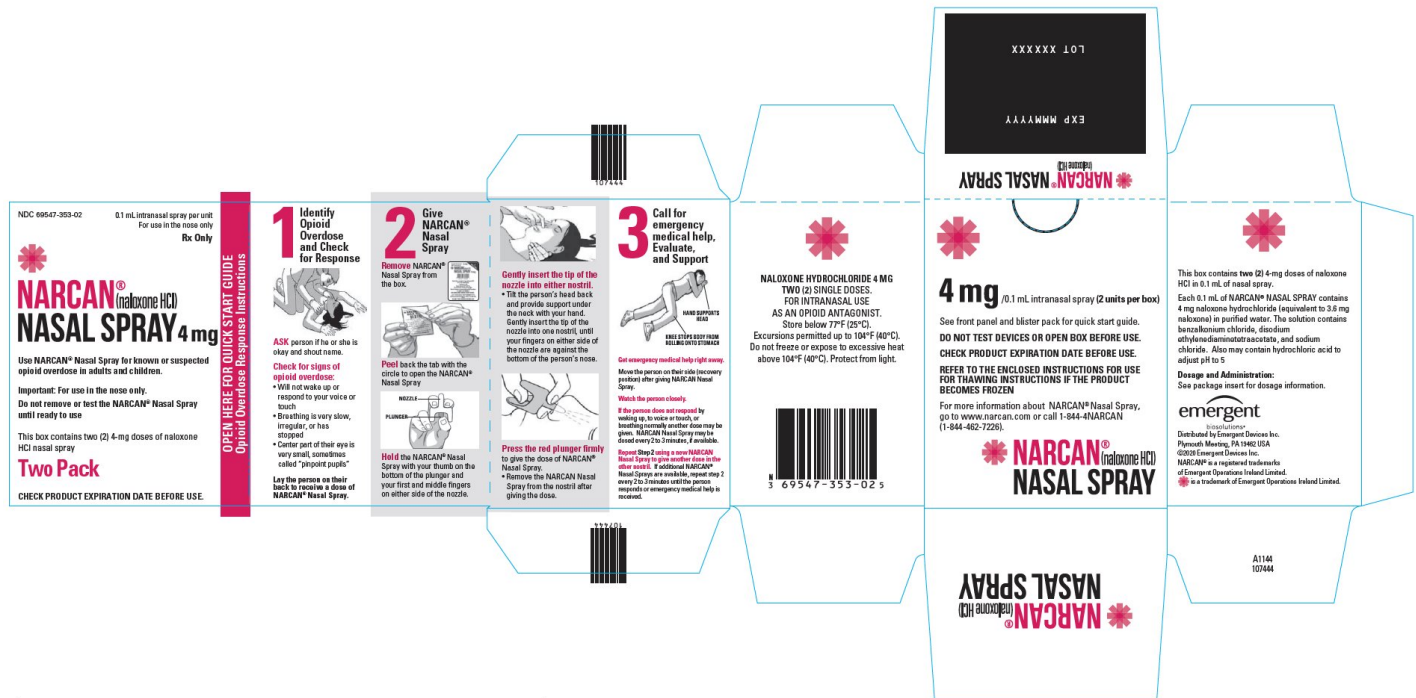 NDC 69547-353-02
0.1 mL intranasal spray per unit
For use in the nose only
Rx Only
NARCAN®
(naloxone HCl)
NASAL SPRAY 4 mg
Use NARCAN® Nasal Spray for known or suspected
opioid overdose in adults and children.
Important: For use in the nose only.
Do not remove or test the NARCAN® Nasal Spray
until ready to use
This box contains two (2) 4-mg doses of naloxone
HCl nasal spray
Two Pack
CHECK PRODUCT EXPIRATION DATE BEFORE USE.
OPEN HERE FOR QUICK START GUIDE
Opioid Overdose Response Instructions
1
Identify
Opioid
Overdose
and Check
for Response
ASK person if he or she is
okay and shout name.
Check for signs of
opioid overdose:
• Will not wake up or
respond to your voice or
touch
• Breathing is very slow,
irregular, or has
stopped
• Center part of their eye is
very small, sometimes
called "pinpoint pupils"
Lay the person on their
back to receive a dose of
NARCAN® Nasal Spray.
2
Give
NARCAN®
Nasal
Spray
Remove NARCAN®
Nasal Spray from
the box.
Peel back the tab with the
circle to open the NARCAN®
Nasal Spray
NOZZLE
PLUNGER
Hold the NARCAN® Nasal
Spray with your thumb on the
bottom of the plunger and
your first and middle fingers
on either side of the nozzle.
107444
Gently insert the tip of the
nozzle into either nostril.
• Tilt the person's head back
and provide support under
the neck with your hand.
Gently insert the tip of the
nozzle into one nostril, until
your fingers on either side of
the nozzle are against the
bottom of the person's nose.
Press the red plunger firmly
to give the dose of NARCAN®
Nasal Spray.
• Remove the NARCAN Nasal
Spray from the nostril after
giving the dose.
107444
3
Call for
emergency
medical help,
Evaluate,
and Support
HAND SUPPORTS
HEAD
KNEE STOPS BODY FROM
ROLLING ONTO STOMACH
Get emergency medical help right away.
Move the person on their side (recovery
position) after giving NARCAN Nasal
Spray.
Watch the person closely.
If the person does not respond by
waking up, to voice or touch, or
breathing normally another dose may be
given. NARCAN Nasal Spray may be
dosed every 2 to 3 minutes, if available.
Repeat Step 2 using a new NARCAN
Nasal Spray to give another dose in the
other nostril. If additional NARCAN®
Nasal Sprays are available, repeat step 2
every 2 to 3 minutes until the person
responds or emergency medical help is
received.
NALOXONE HYDROCHLORIDE 4 MG
TWO (2) SINGLE DOSES.
FOR INTRANASAL USE
AS AN OPIOID ANTAGONIST.
Store below 77°F (25°C).
Excursions permitted up to 104°F (40°C).
Do not freeze or expose to excessive heat
above 104°F (40°C). Protect from light.
N
3 69547-353-02 5
LOT XXXXXX
EXP MMMYYYY
NARCAN® NASAL SPRAY
(naloxone HCl)
4 mg /0.1 mL intranasal spray (2 units per box)
See front panel and blister pack for quick start guide.
DO NOT TEST DEVICES OR OPEN BOX BEFORE USE.
CHECK PRODUCT EXPIRATION DATE BEFORE USE.
REFER TO THE ENCLOSED INSTRUCTIONS FOR USE
FOR THAWING INSTRUCTIONS IF THE PRODUCT
BECOMES FROZEN
For more information about NARCAN® Nasal Spray,
go to www.narcan.com or call 1-844-4NARCAN
(1-844-462-7226).
NARCAN®
(naloxone HCl)
NASAL SPRAY
NARCAN®
(naloxone HCl)
NASAL SPRAY
This box contains two (2) 4-mg doses of naloxone
HCl in 0.1 mL of nasal spray.
Each 0.1 mL of NARCAN® NASAL SPRAY contains
4 mg naloxone hydrochloride (equivalent to 3.6 mg
naloxone) in purified water. The solution contains
benzalkonium chloride, disodium
ethylenediaminetetraacetate, and sodium
chloride. Also may contain hydrochloric acid to
adjust pH to 5
Dosage and Administration:
See package insert for dosage information.
emergent
biosolutions®
Distributed by Emergent Devices Inc.
Plymouth Meeting, PA 19462 USA
©2020 Emergent Devices Inc.
NARCAN® is a registered trademarks
of Emergent Operations Ireland Limited.
is a trademark of Emergent Operations Ireland Limited.
A1144
107444